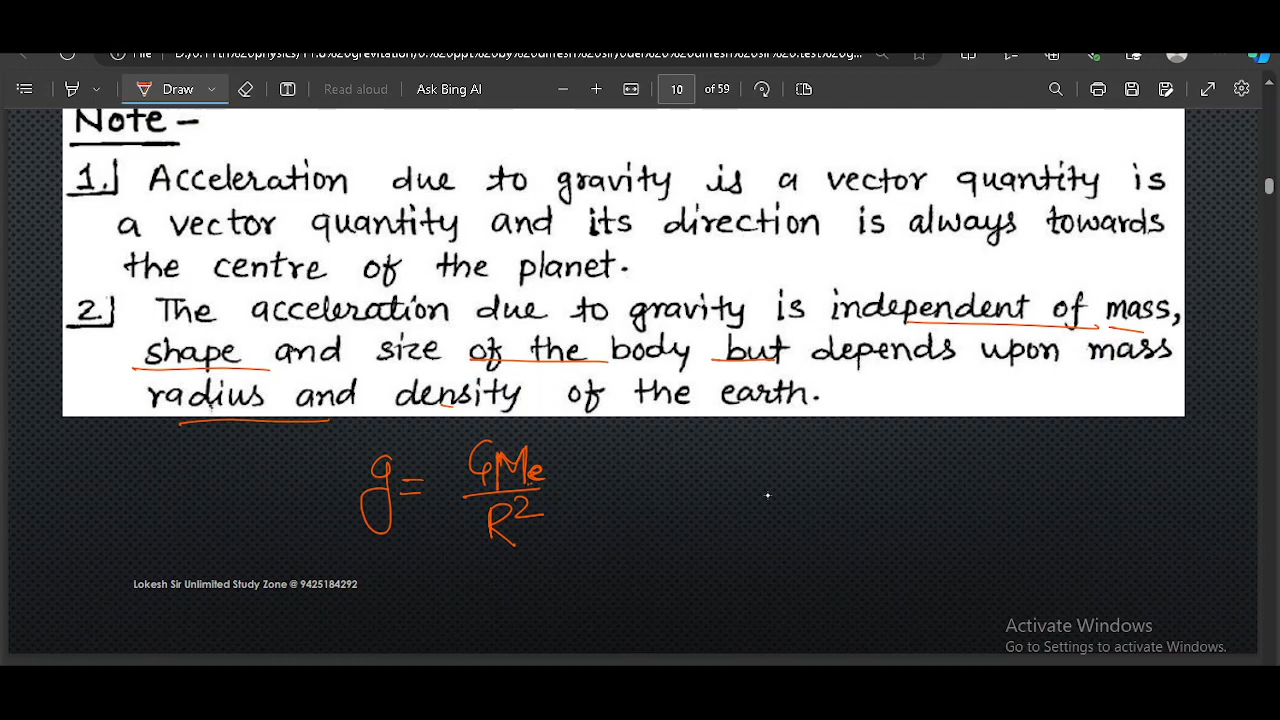 File
Draw
Read aloud
Ask Bing AI
10
of 59
Note -
1.] Acceleration due to gravity is a vector quantity is
a vector quantity and its direction is always towards
the centre of the planet.
2] The acceleration due to gravity is independent of mass,
shape and size of the body but depends upon mass
radius and density of the earth.
g = GMe
R²
Lokesh Sir Unlimited Study Zone @ 9425184292
Activate Windows
Go to Settings to activate Windows.